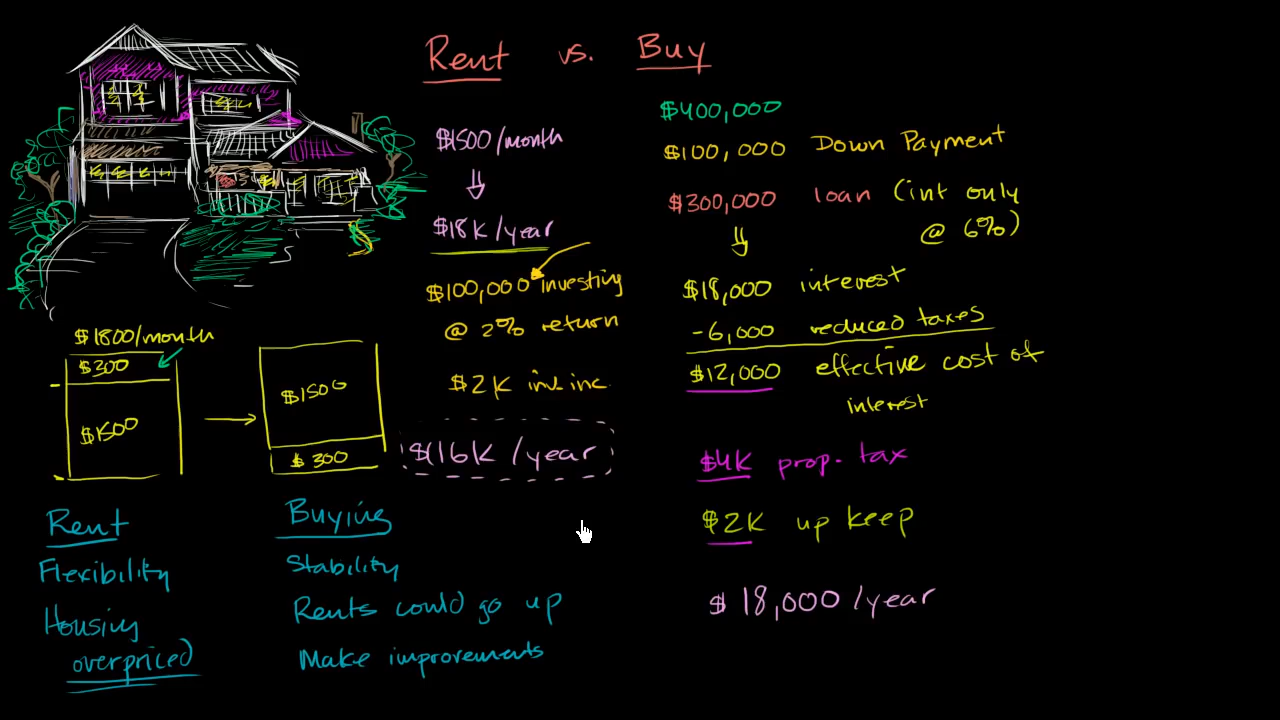 Rent vs. Buy
$1500/month
$18K/year
$100,000 investing
@ 2% return
$2K inv. inc.
$16K/year
$400,000
$100,000 Down Payment
$300,000 loan (int only
@ 6%)
$18,000 interest
-6,000 reduced taxes
$12,000 effective cost of
interest
$4K prop. tax
$2K up keep
$18,000/year
$1800/month
$300
$1500
$1500
$300
Rent
Flexibility
Housing
overpriced
Buying
Stability
Rents could go up
Make improvements